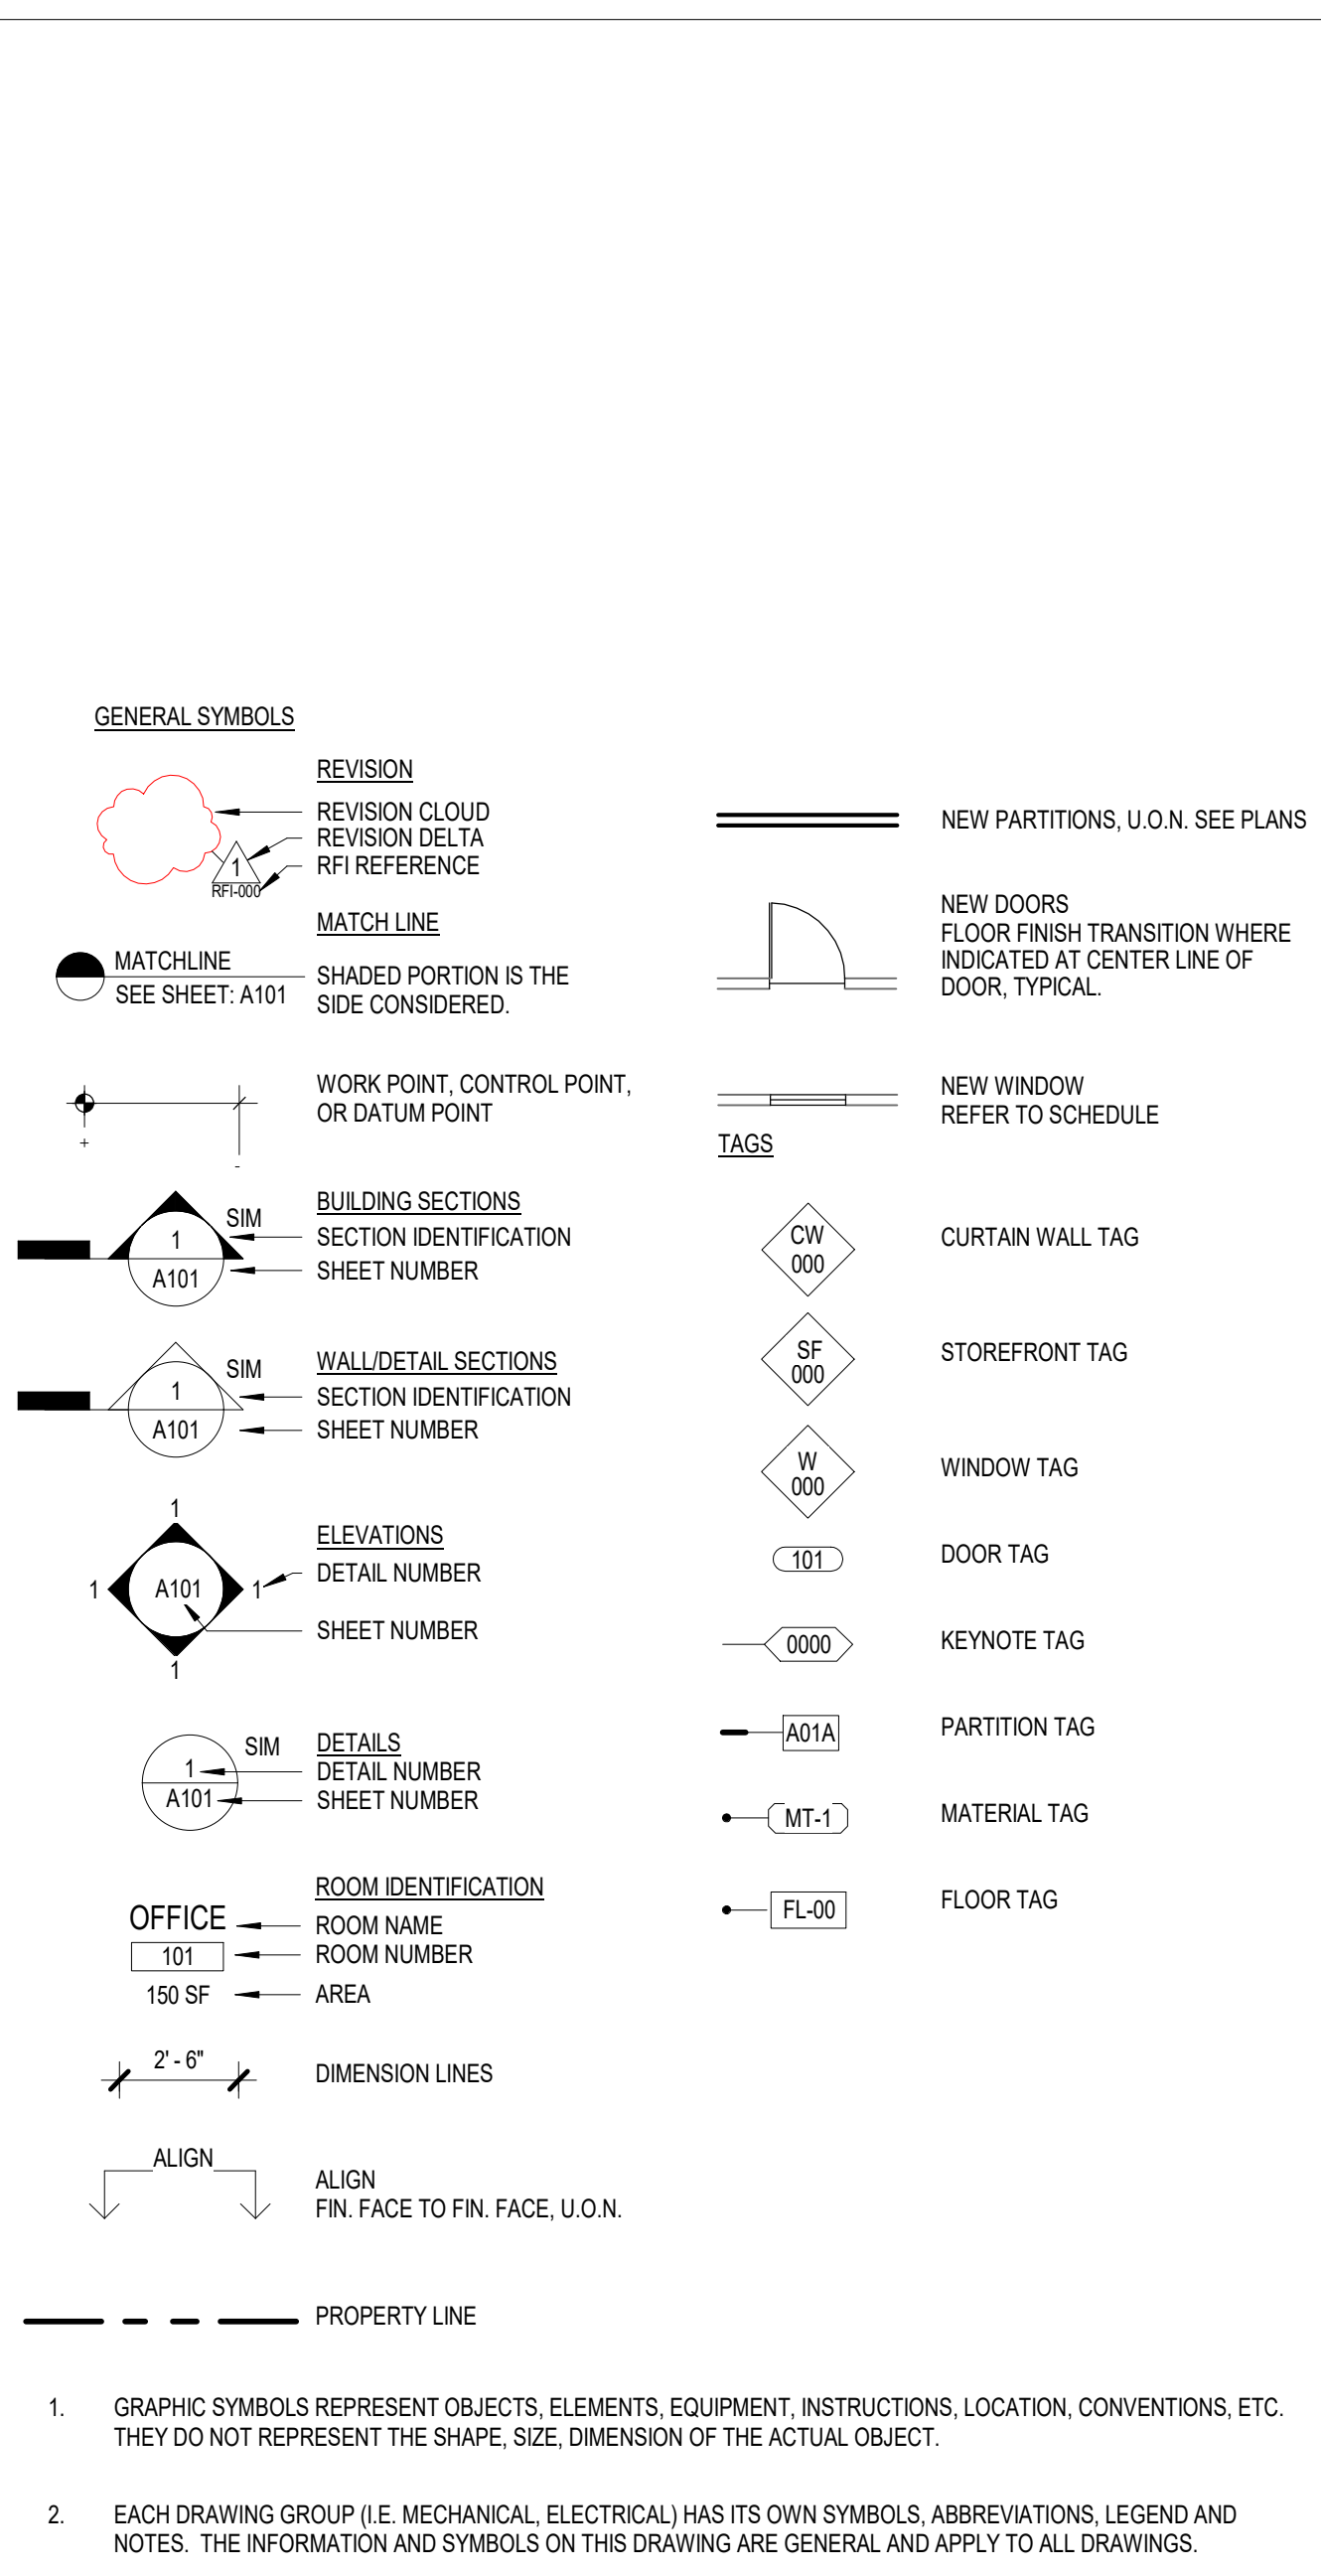 GENERAL SYMBOLS
REVISION
REVISION CLOUD
REVISION DELTA
1
RFI REFERENCE
RFI-000
MATCH LINE
MATCHLINE
SEE SHEET: A101
SHADED PORTION IS THE
SIDE CONSIDERED.
WORK POINT, CONTROL POINT,
OR DATUM POINT
+
-
BUILDING SECTIONS
SIM
1
SECTION IDENTIFICATION
A101
SHEET NUMBER
WALL/DETAIL SECTIONS
SIM
1
SECTION IDENTIFICATION
A101
SHEET NUMBER
1
ELEVATIONS
DETAIL NUMBER
1 A101 1
SHEET NUMBER
1
DETAILS
SIM
1
DETAIL NUMBER
A101
SHEET NUMBER
ROOM IDENTIFICATION
OFFICE
ROOM NAME
101
ROOM NUMBER
150 SF
AREA
2' - 6"
DIMENSION LINES
ALIGN
ALIGN
FIN. FACE TO FIN. FACE, U.O.N.
PROPERTY LINE
NEW PARTITIONS, U.O.N. SEE PLANS
NEW DOORS
FLOOR FINISH TRANSITION WHERE
INDICATED AT CENTER LINE OF
DOOR, TYPICAL.
NEW WINDOW
REFER TO SCHEDULE
TAGS
CW
000
CURTAIN WALL TAG
SF
000
STOREFRONT TAG
W
000
WINDOW TAG
101
DOOR TAG
0000
KEYNOTE TAG
A01A
PARTITION TAG
MT-1
MATERIAL TAG
FL-00
FLOOR TAG
1. GRAPHIC SYMBOLS REPRESENT OBJECTS, ELEMENTS, EQUIPMENT, INSTRUCTIONS, LOCATION, CONVENTIONS, ETC.
THEY DO NOT REPRESENT THE SHAPE, SIZE, DIMENSION OF THE ACTUAL OBJECT.
2. EACH DRAWING GROUP (I.E. MECHANICAL, ELECTRICAL) HAS ITS OWN SYMBOLS, ABBREVIATIONS, LEGEND AND
NOTES. THE INFORMATION AND SYMBOLS ON THIS DRAWING ARE GENERAL AND APPLY TO ALL DRAWINGS.